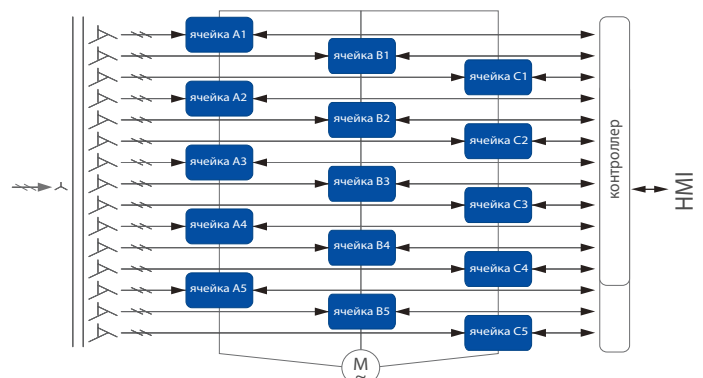 ячейка A1
ячейка B1
ячейка C1
ячейка A2
ячейка B2
ячейка C2
ячейка A3
ячейка B3
ячейка C3
ячейка A4
ячейка B4
ячейка C4
ячейка A5
ячейка B5
ячейка C5
контроллер
HMI
M
~